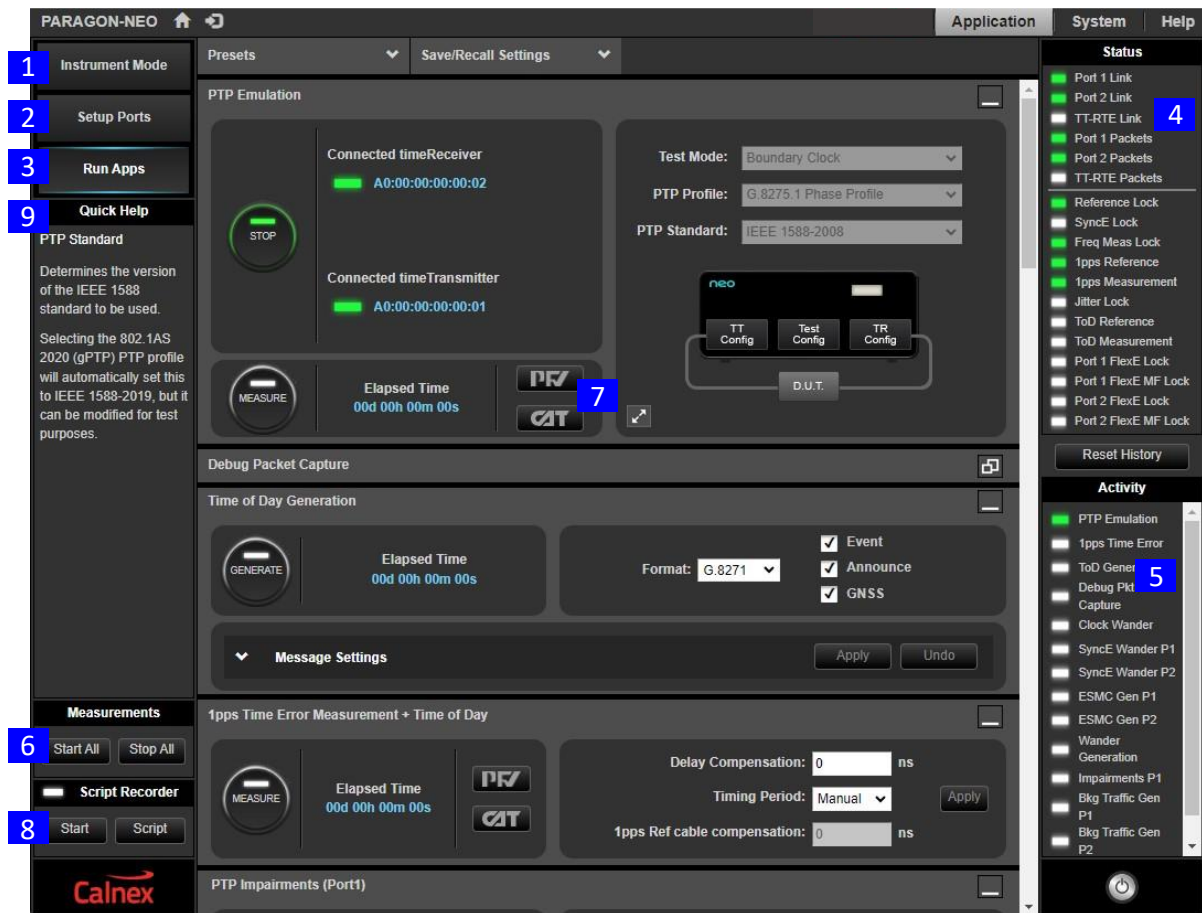 PARAGON-NEO
Application
System
Help
1
Instrument Mode
2
Setup Ports
3
Run Apps
9
Quick Help
PTP Standard
Determines the version
of the IEEE 1588
standard to be used.
Selecting the 802.1AS
2020 (gPTP) PTP profile
will automatically set this
to IEEE 1588-2019, but it
can be modified for test
purposes.
Measurements
6
Start All
Stop All
Script Recorder
8
Start
Script
Calnex
Presets
Save/Recall Settings
PTP Emulation
STOP
Connected timeReceiver
A0:00:00:00:00:02
Connected timeTransmitter
A0:00:00:00:00:01
Test Mode:
Boundary Clock
PTP Profile:
G.8275.1 Phase Profile
PTP Standard:
IEEE 1588-2008
neo
TT
Config
Test
Config
TR
Config
D.U.T.
MEASURE
Elapsed Time
00d 00h 00m 00s
PFV
CAT
7
Debug Packet Capture
Time of Day Generation
GENERATE
Elapsed Time
00d 00h 00m 00s
Format:
G.8271
Event
Announce
GNSS
Message Settings
Apply
Undo
1pps Time Error Measurement + Time of Day
MEASURE
Elapsed Time
00d 00h 00m 00s
PFV
CAT
Delay Compensation:
0
ns
Timing Period:
Manual
Apply
1pps Ref cable compensation:
0
ns
PTP Impairments (Port1)
Status
Port 1 Link
Port 2 Link
TT-RTE Link
4
Port 1 Packets
Port 2 Packets
TT-RTE Packets
Reference Lock
SyncE Lock
Freq Meas Lock
1pps Reference
1pps Measurement
Jitter Lock
ToD Reference
ToD Measurement
Port 1 FlexE Lock
Port 1 FlexE MF Lock
Port 2 FlexE Lock
Port 2 FlexE MF Lock
Reset History
Activity
PTP Emulation
1pps Time Error
ToD Gener
5
Debug Pkt
Capture
Clock Wander
SyncE Wander P1
SyncE Wander P2
ESMC Gen P1
ESMC Gen P2
Wander
Generation
Impairments P1
Bkg Traffic Gen
P1
Bkg Traffic Gen
P2